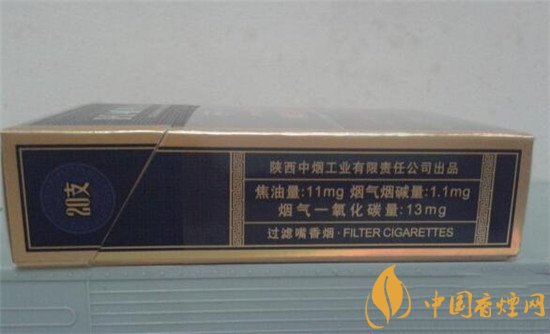 20支
陕西中烟工业有限责任公司出品
焦油量:11mg 烟气烟碱量:1.1mg
烟气一氧化碳量:13mg
过滤嘴香烟·FILTER CIGARETTES
中国香煙网